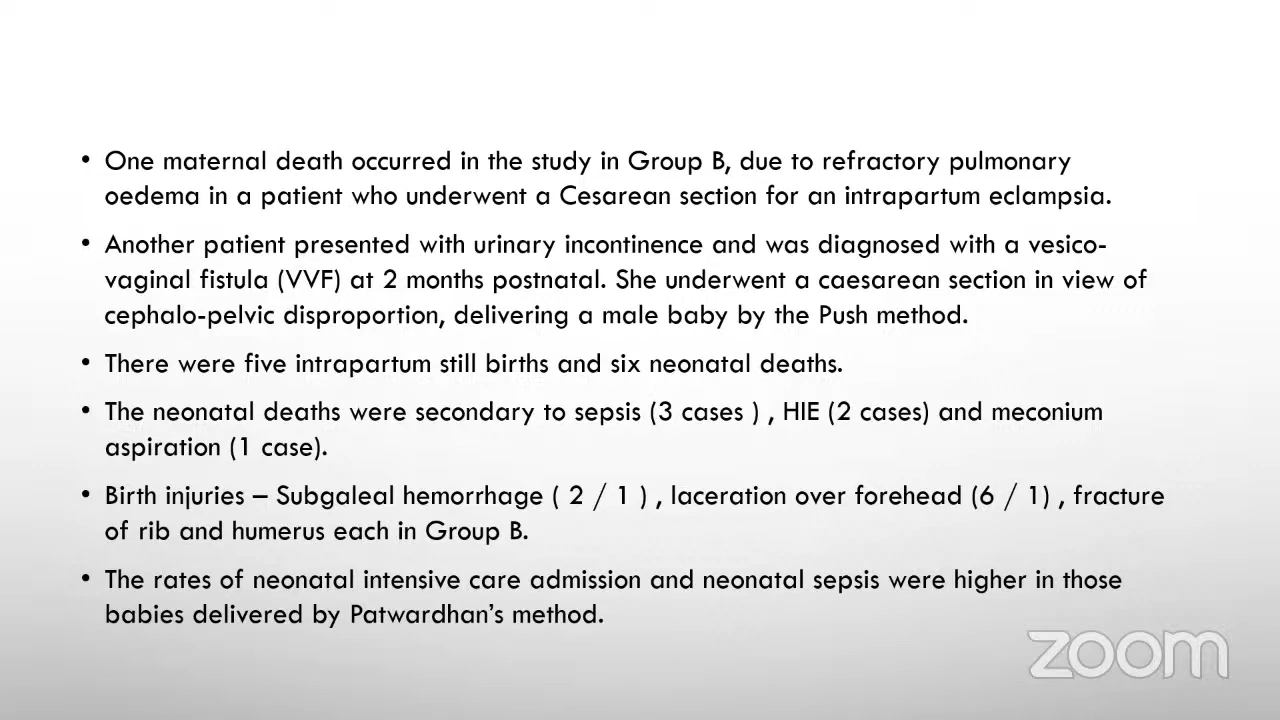 • One maternal death occurred in the study in Group B, due to refractory pulmonary
oedema in a patient who underwent a Cesarean section for an intrapartum eclampsia.
• Another patient presented with urinary incontinence and was diagnosed with a vesico-
vaginal fistula (VVF) at 2 months postnatal. She underwent a caesarean section in view of
cephalo-pelvic disproportion, delivering a male baby by the Push method.
• There were five intrapartum still births and six neonatal deaths.
• The neonatal deaths were secondary to sepsis (3 cases ) , HIE (2 cases) and meconium
aspiration (1 case).
• Birth injuries – Subgaleal hemorrhage ( 2 / 1 ) , laceration over forehead (6 / 1) , fracture
of rib and humerus each in Group B.
• The rates of neonatal intensive care admission and neonatal sepsis were higher in those
babies delivered by Patwardhan’s method.
zoom